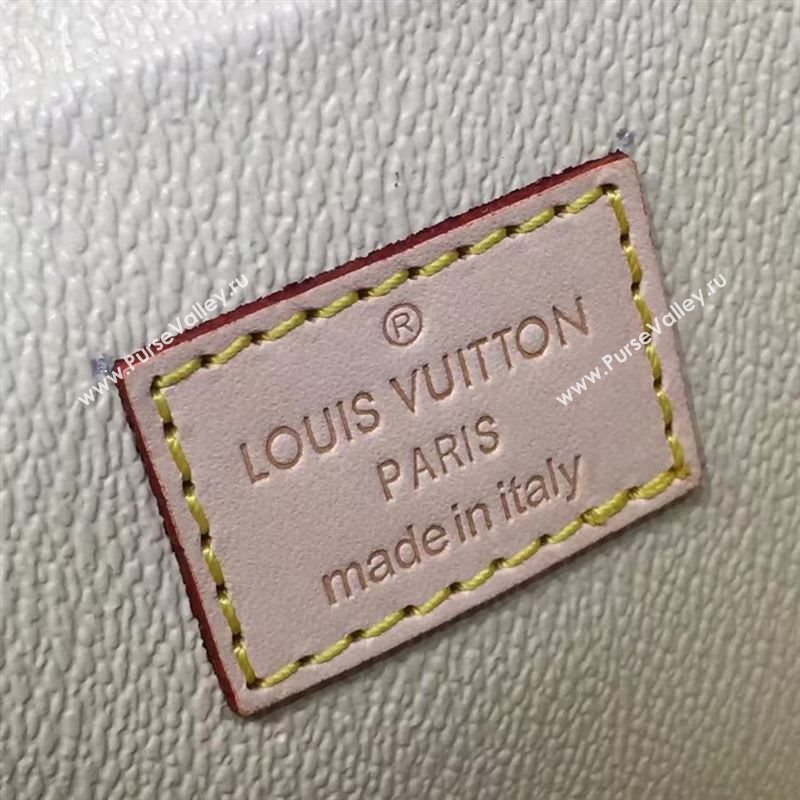 ®
LOUIS VUITTON
PARIS
made in italy
www.PurseValley.ru
www.PurseValley.ru